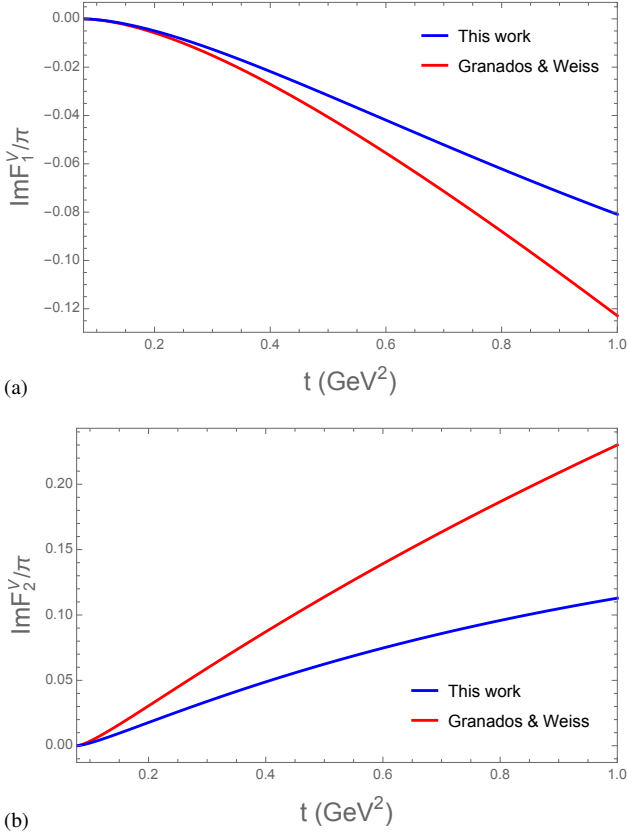 0.00
−0.02
−0.04
−0.06
−0.08
−0.10
−0.12
ImF₁ⱽ/π
This work
Granados & Weiss
0.2 0.4 0.6 0.8 1.0
t (GeV²)
(a)
0.20
0.15
0.10
0.05
0.00
ImF₂ⱽ/π
This work
Granados & Weiss
0.2 0.4 0.6 0.8 1.0
t (GeV²)
(b)